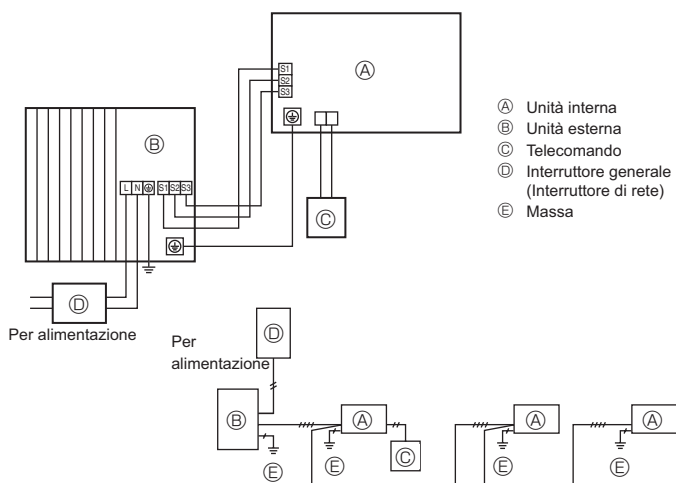 S1
S2
S3
Ⓐ
Ⓑ
L N S1 S2 S3
Ⓒ
Ⓓ
Per alimentazione
Ⓐ Unità interna
Ⓑ Unità esterna
Ⓒ Telecomando
Ⓓ Interruttore generale
(Interruttore di rete)
Ⓔ Massa
Per
alimentazione
Ⓓ
Ⓑ
Ⓐ
Ⓐ
Ⓐ
Ⓒ
Ⓔ
Ⓔ
Ⓔ
Ⓔ